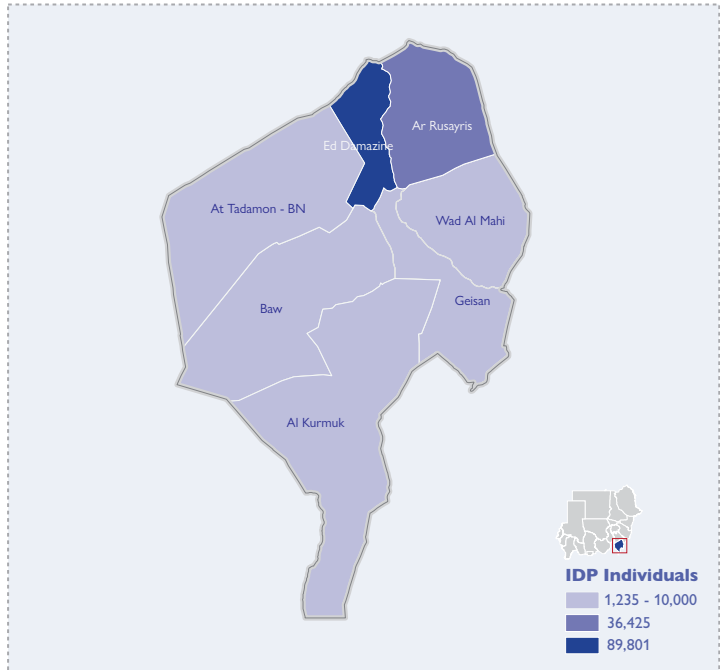 Ar Rusayris
Ed Damazine
At Tadamon - BN
Wad Al Mahi
Geisan
Baw
Al Kurmuk
IDP Individuals
1,235 - 10,000
36,425
89,801